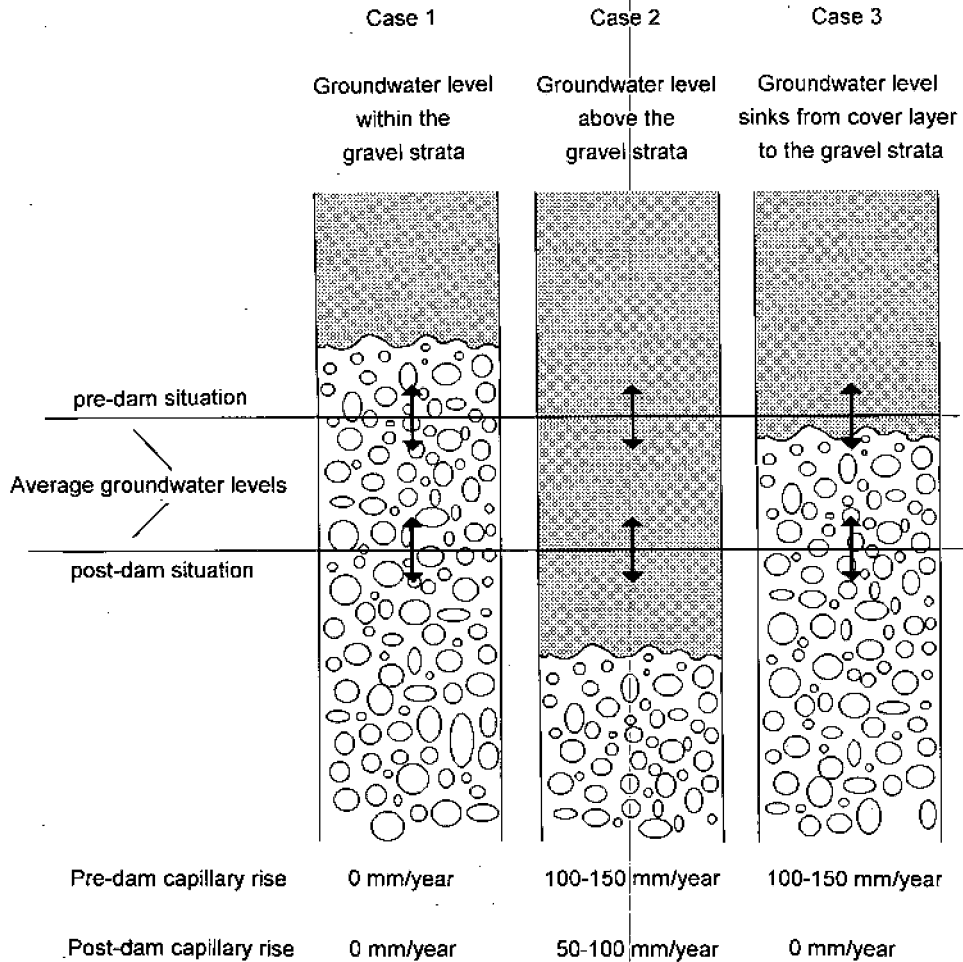 Case 1
Case 2
Case 3
Groundwater level
within the
gravel strata
Groundwater level
above the
gravel strata
Groundwater level
sinks from cover layer
to the gravel strata
pre-dam situation
Average groundwater levels
post-dam situation
Pre-dam capillary rise 0 mm/year 100-150 mm/year 100-150 mm/year
Post-dam capillary rise 0 mm/year 50-100 mm/year 0 mm/year